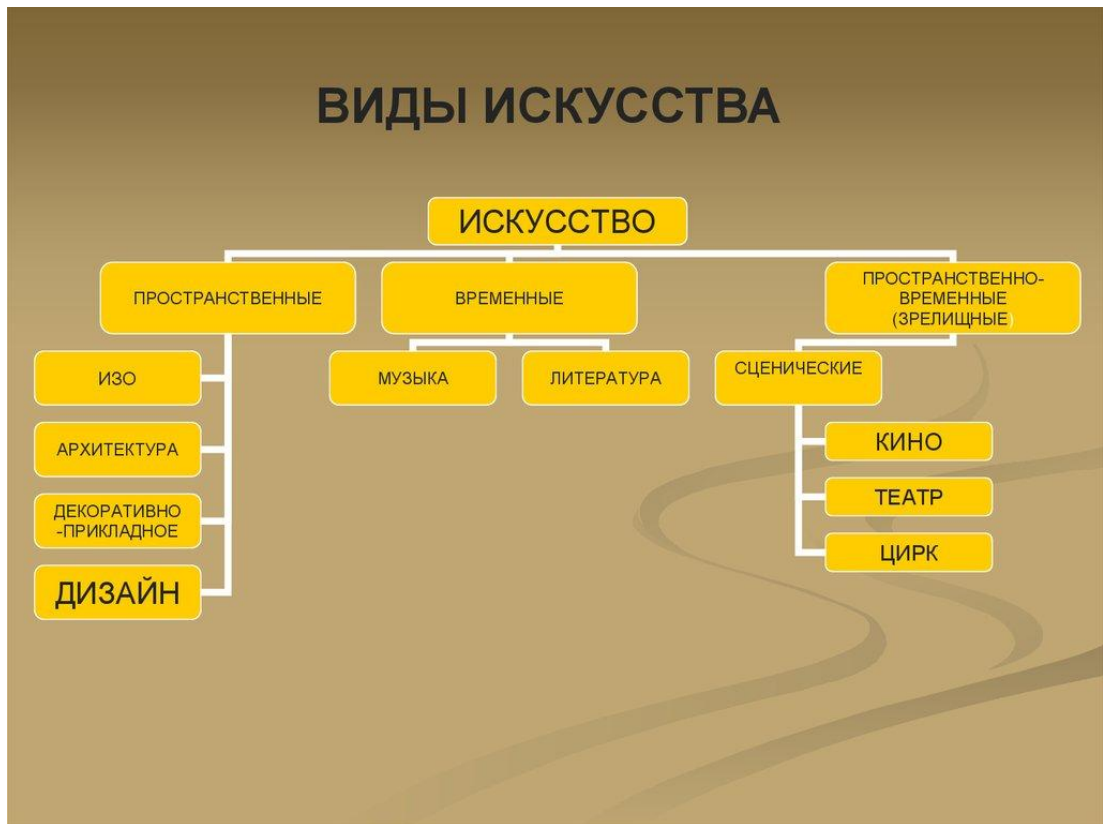 ВИДЫ ИСКУССТВА
ИСКУССТВО
ПРОСТРАНСТВЕННЫЕ
ВРЕМЕННЫЕ
ПРОСТРАНСТВЕННО-
ВРЕМЕННЫЕ
(ЗРЕЛИЩНЫЕ)
ИЗО
АРХИТЕКТУРА
ДЕКОРАТИВНО
-ПРИКЛАДНОЕ
ДИЗАЙН
МУЗЫКА
ЛИТЕРАТУРА
СЦЕНИЧЕСКИЕ
КИНО
ТЕАТР
ЦИРК